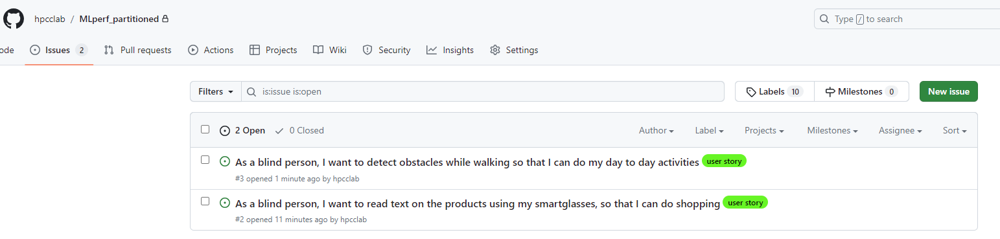 hpcclab / MLperf_partitioned
Type / to search
ode Issues 2 Pull requests Actions Projects Wiki Security Insights Settings
Filters is:issue is:open Labels 10 Milestones 0 New issue
2 Open 0 Closed Author Label Projects Milestones Assignee Sort
As a blind person, I want to detect obstacles while walking so that I can do my day to day activities user story
#3 opened 1 minute ago by hpcclab
As a blind person, I want to read text on the products using my smartglasses, so that I can do shopping user story
#2 opened 11 minutes ago by hpcclab